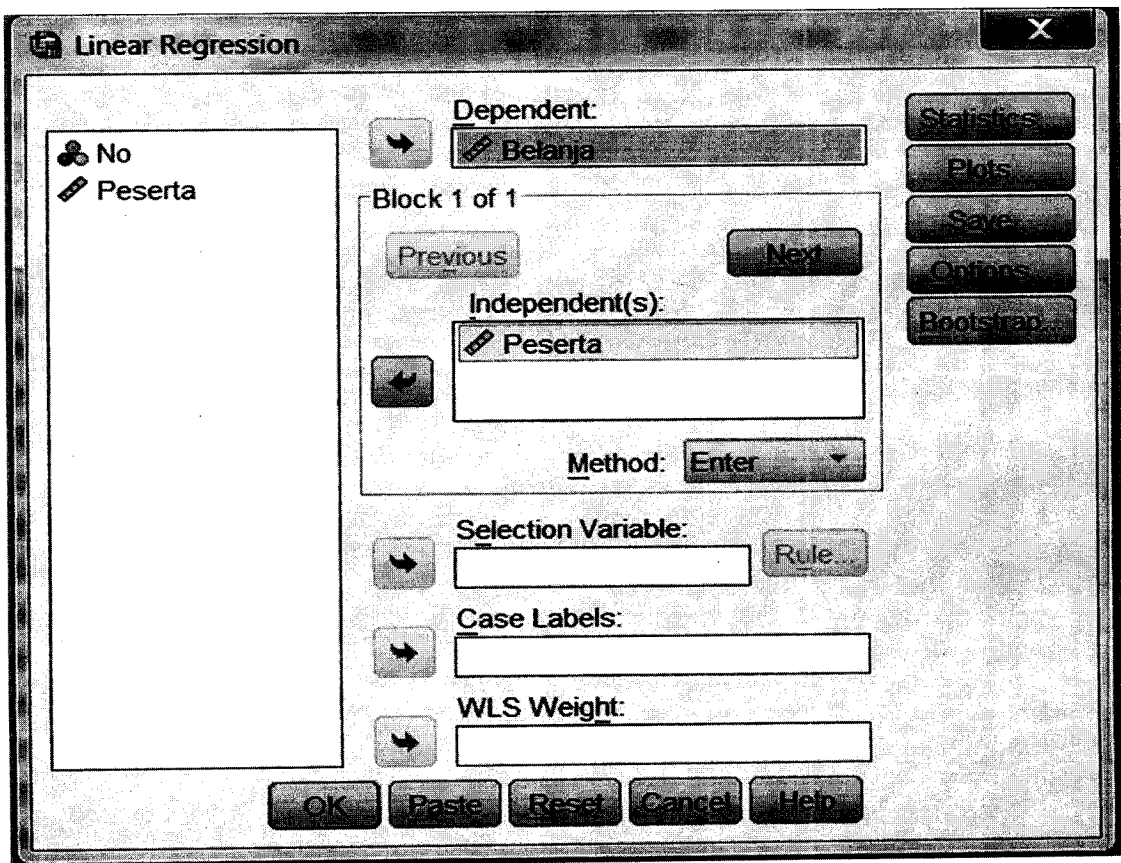 Linear Regression
No
Peserta
Dependent:
Belanja
Block 1 of 1
Previous
Next
Independent(s):
Peserta
Method: Enter
Selection Variable:
Rule...
Case Labels:
WLS Weight:
Statistics...
Plots...
Save...
Options...
Bootstrap...
OK
Paste
Reset
Cancel
Help